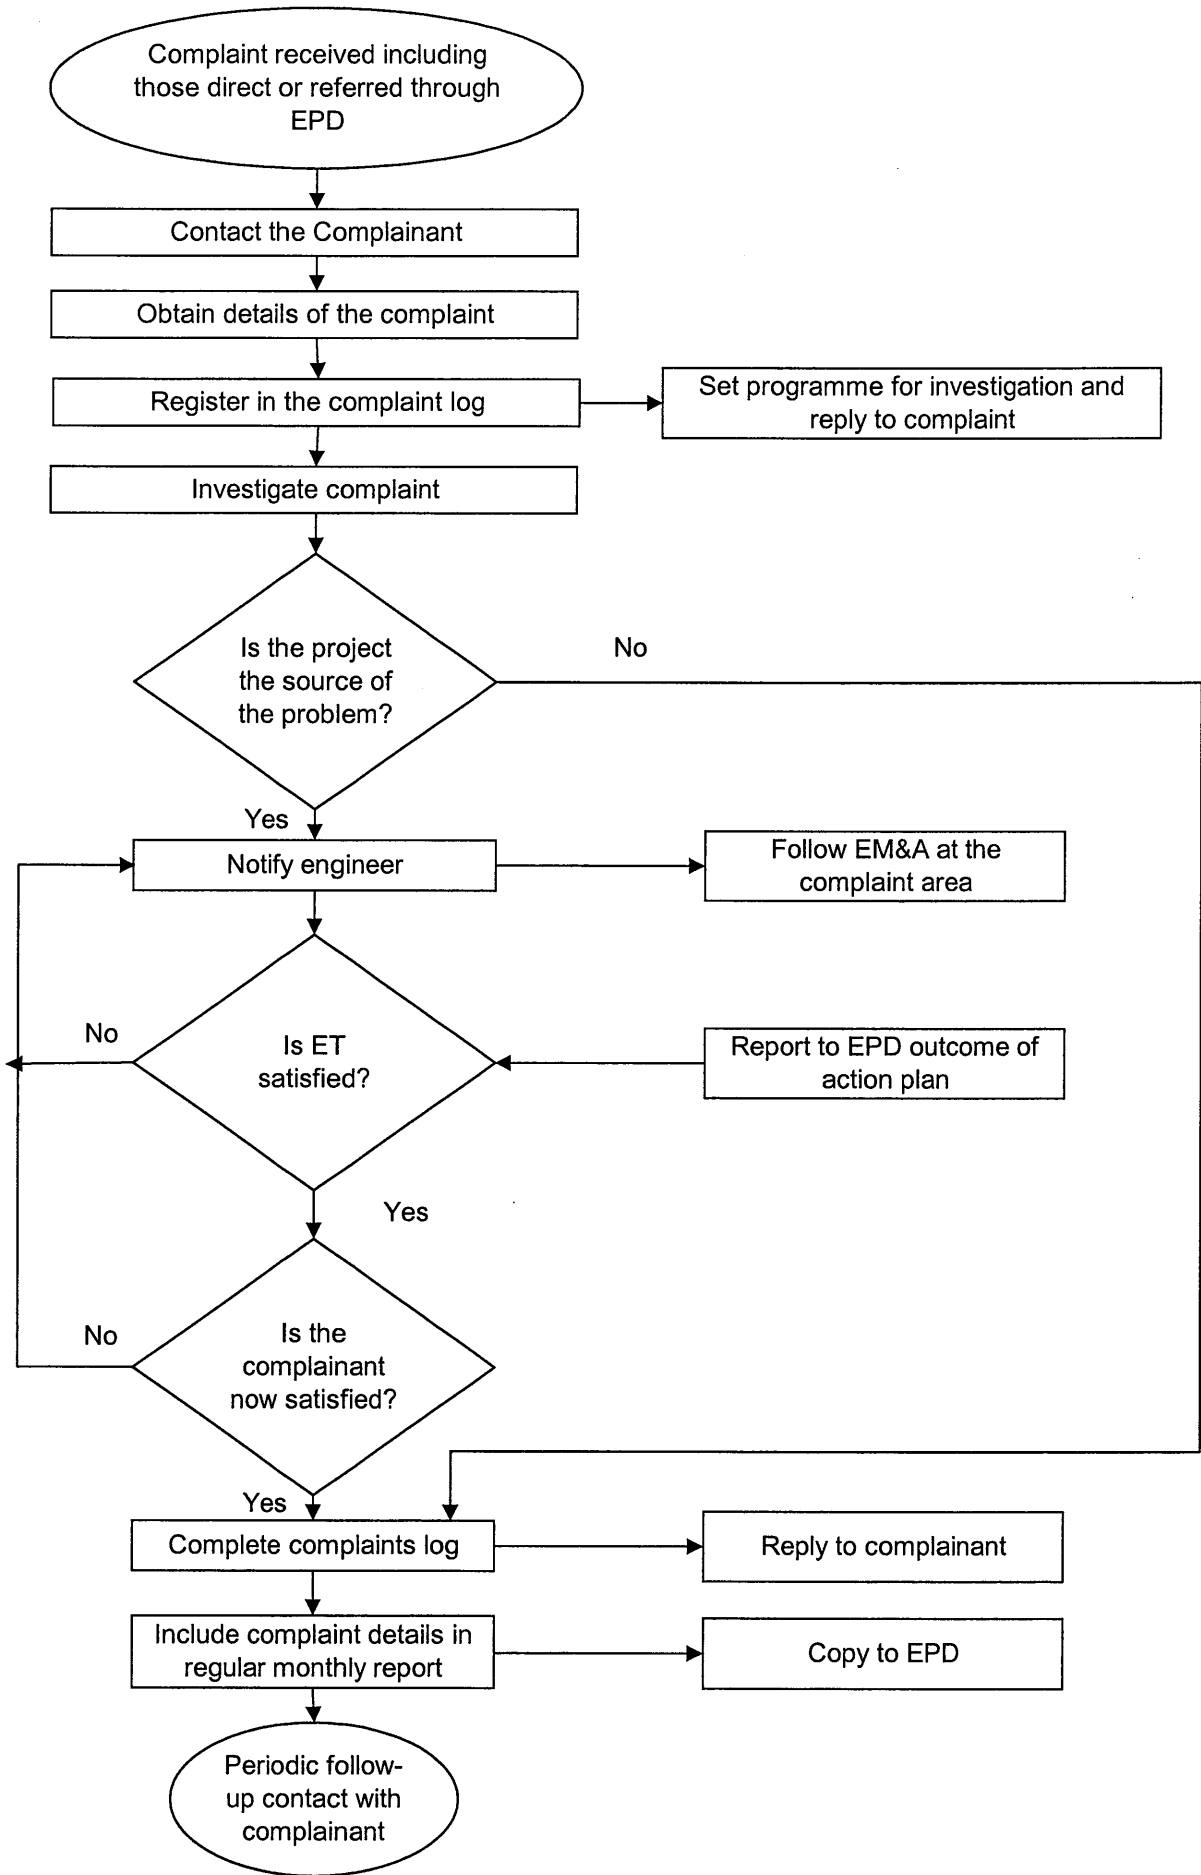 Complaint received including
those direct or referred through
EPD
Contact the Complainant
Obtain details of the complaint
Register in the complaint log
Set programme for investigation and
reply to complaint
Investigate complaint
Is the project
the source of
the problem?
No
Yes
Notify engineer
Follow EM&A at the
complaint area
No
Is ET
satisfied?
Report to EPD outcome of
action plan
Yes
No
Is the
complainant
now satisfied?
Yes
Complete complaints log
Reply to complainant
Include complaint details in
regular monthly report
Copy to EPD
Periodic follow-
up contact with
complainant